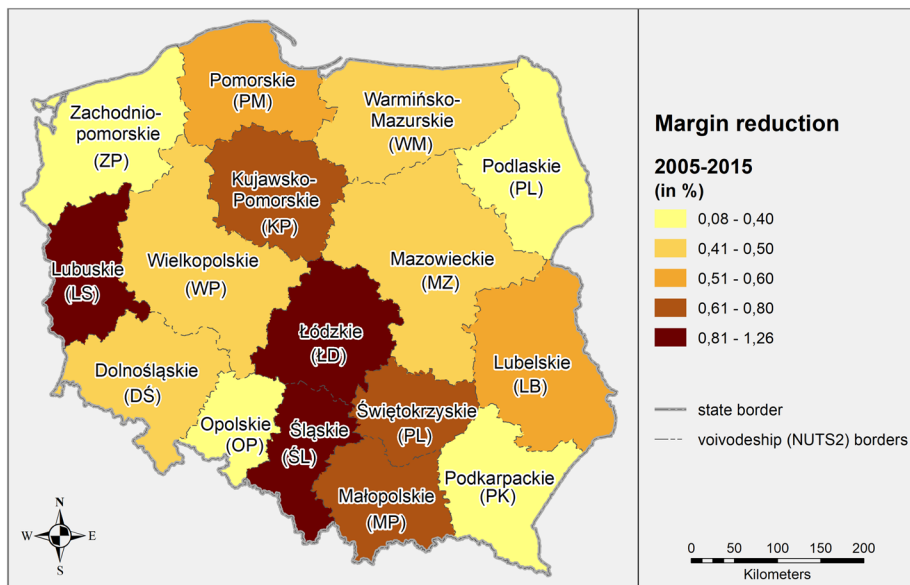 Pomorskie
(PM)
Zachodnio-
pomorskie
(ZP)
Warmińsko-
Mazurskie
(WM)
Podlaskie
(PL)
Kujawsko-
Pomorskie
(KP)
Lubuskie
(LS)
Wielkopolskie
(WP)
Mazowieckie
(MZ)
Łódzkie
(ŁD)
Dolnośląskie
(DŚ)
Lubelskie
(LB)
Opolskie
(OP)
Śląskie
(ŚL)
Świętokrzyskie
(PL)
Małopolskie
(MP)
Podkarpackie
(PK)
N
W
E
S
Margin reduction
2005-2015
(in %)
0,08 - 0,40
0,41 - 0,50
0,51 - 0,60
0,61 - 0,80
0,81 - 1,26
state border
voivodeship (NUTS2) borders
0 50 100 150 200
Kilometers